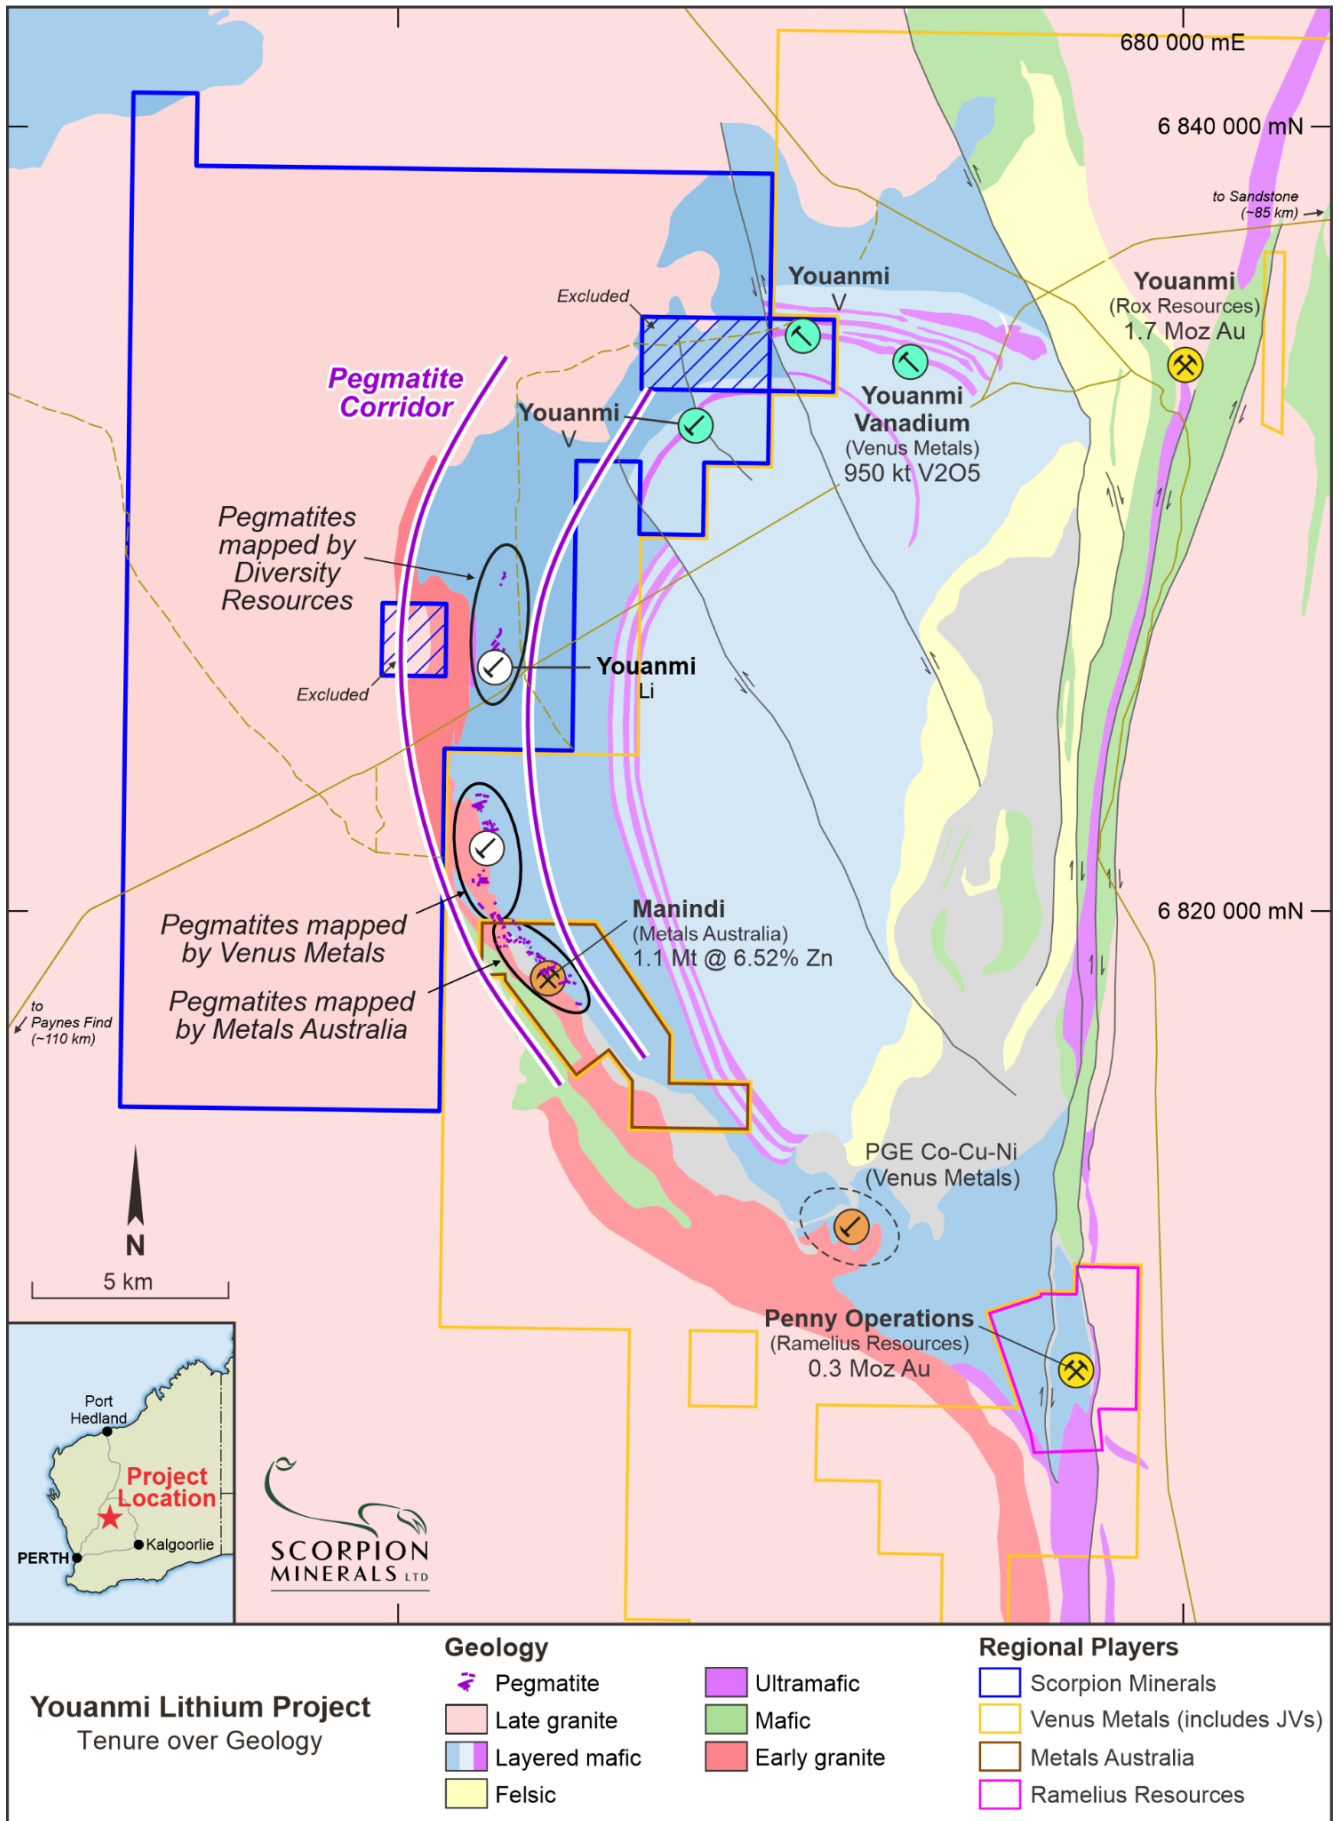 680 000 mE
6 840 000 mN
to Sandstone
(~85 km)
Youanmi
V
Excluded
Youanmi
(Rox Resources)
1.7 Moz Au
Pegmatite
Corridor
Youanmi
V
Youanmi
Vanadium
(Venus Metals)
950 kt V2O5
Pegmatites
mapped by
Diversity
Resources
Youanmi
Li
Excluded
Pegmatites mapped
by Venus Metals
Manindi
(Metals Australia)
1.1 Mt @ 6.52% Zn
6 820 000 mN
Pegmatites mapped
by Metals Australia
to
Paynes Find
(~110 km)
PGE Co-Cu-Ni
(Venus Metals)
N
5 km
Penny Operations
(Ramelius Resources)
0.3 Moz Au
Port
Hedland
Project
Location
Kalgoorlie
PERTH
SCORPION
MINERALS LTD
Youanmi Lithium Project
Tenure over Geology
Geology
Pegmatite
Late granite
Layered mafic
Felsic
Ultramafic
Mafic
Early granite
Regional Players
Scorpion Minerals
Venus Metals (includes JVs)
Metals Australia
Ramelius Resources